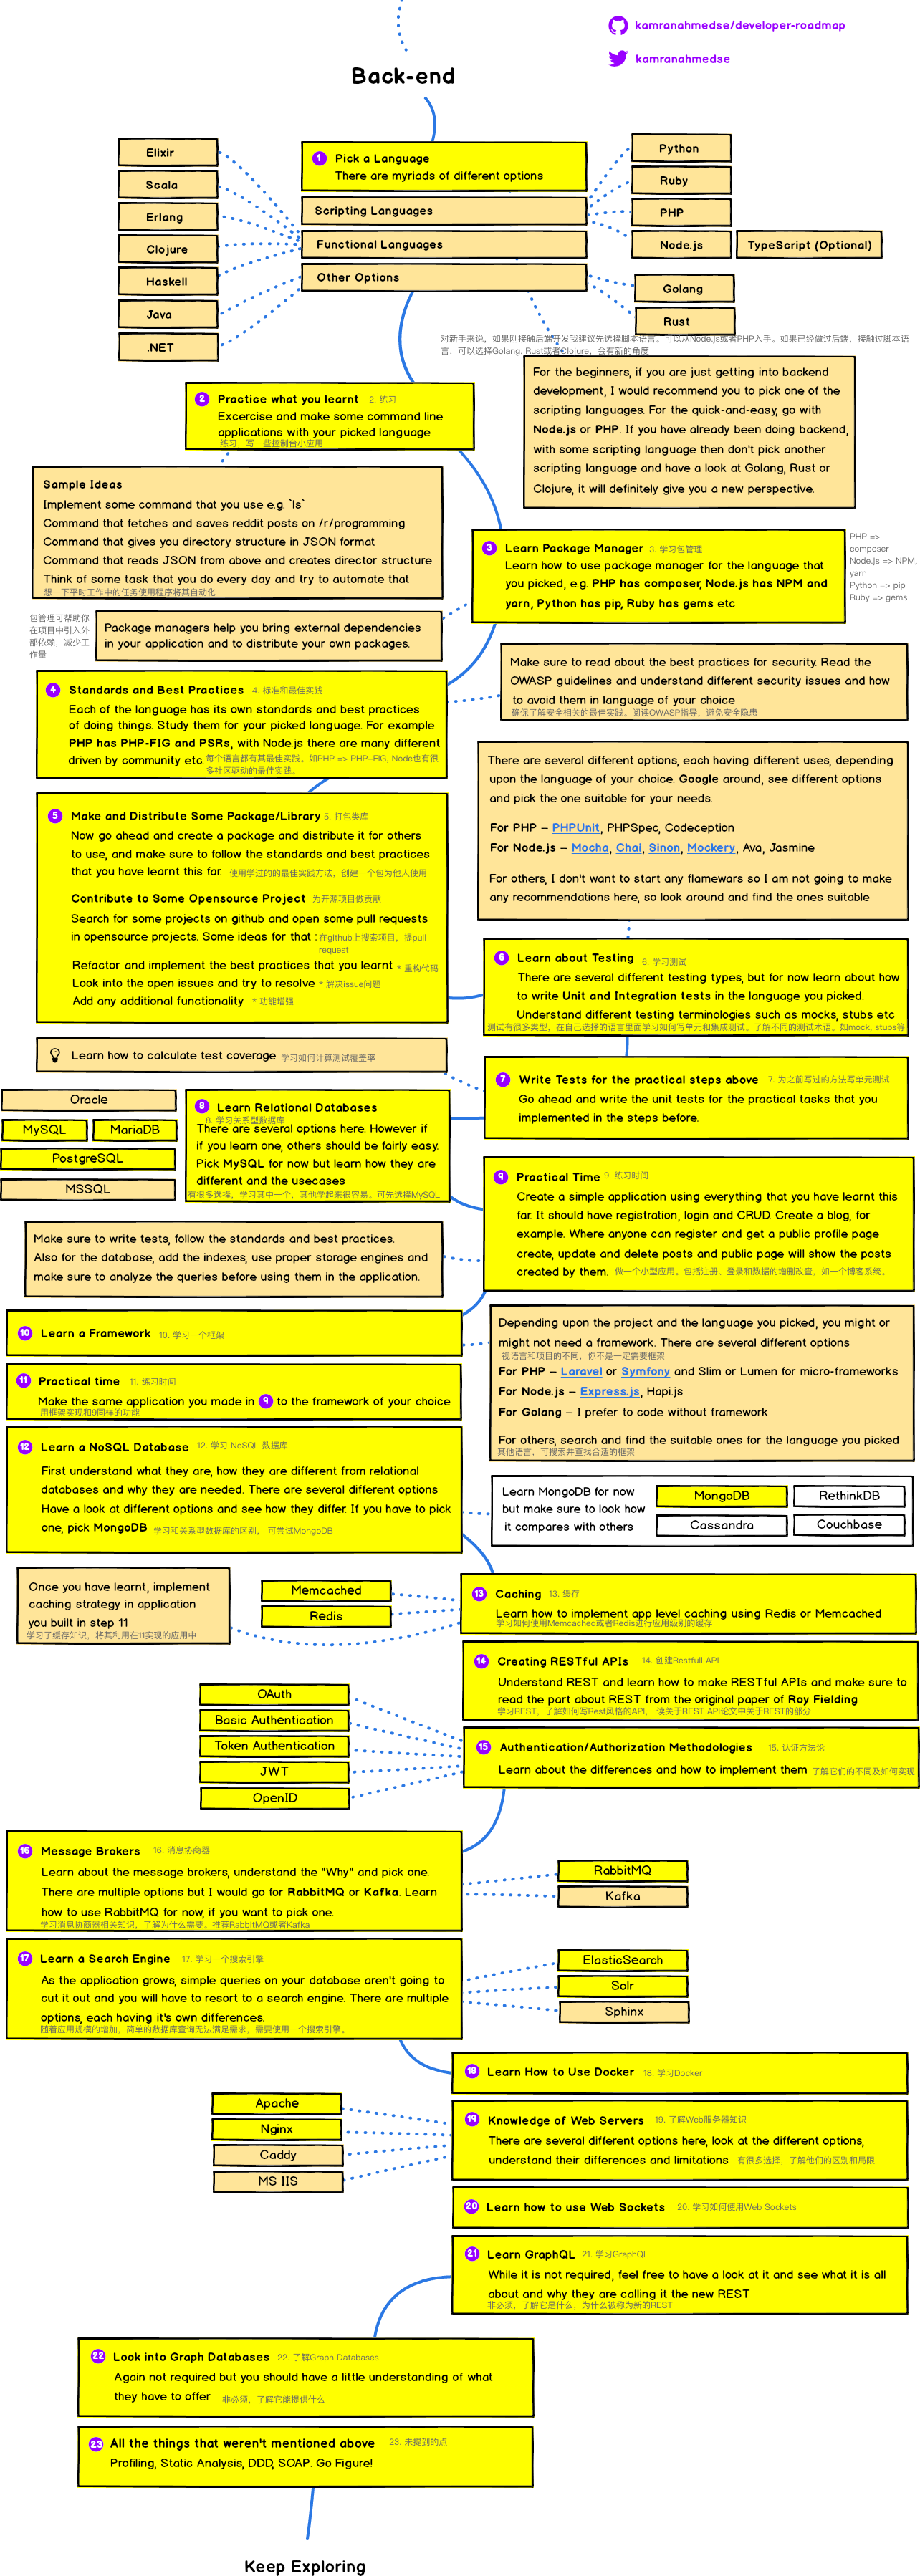 kamranahmedse/developer-roadmap
kamranahmedse
Back-end
Elixir
Scala
Erlang
Clojure
Haskell
Java
.NET
1 Pick a Language
There are myriads of different options
Scripting Languages
Functional Languages
Other Options
Python
Ruby
PHP
Node.js
TypeScript (Optional)
Golang
Rust
对新手来说，如果刚接触后端开发我建议先选择脚本语言。可以从Node.js或者PHP入手。如果已经做过后端，接触过脚本语
言，可以选择Golang, Rust或者Clojure，会有新的角度
For the beginners, if you are just getting into backend
development, I would recommend you to pick one of the
scripting languages. For the quick-and-easy, go with
Node.js or PHP. If you have already been doing backend,
with some scripting language then don't pick another
scripting language and have a look at Golang, Rust or
Clojure, it will definitely give you a new perspective.
2 Practice what you learnt 2. 练习
Excercise and make some command line
applications with your picked language
练习，写一些控制台小应用
Sample Ideas
Implement some command that you use e.g. `ls`
Command that fetches and saves reddit posts on /r/programming
Command that gives you directory structure in JSON format
Command that reads JSON from above and creates director structure
Think of some task that you do every day and try to automate that
想一下平时工作中的任务使用程序将其自动化
3 Learn Package Manager 3. 学习包管理
Learn how to use package manager for the language that
you picked, e.g. PHP has composer, Node.js has NPM and
yarn, Python has pip, Ruby has gems etc
PHP =>
composer
Node.js => NPM,
yarn
Python => pip
Ruby => gems
包管理可帮助你
在项目中引入外
部依赖，减少工
作量
Package managers help you bring external dependencies
in your application and to distribute your own packages.
4 Standards and Best Practices 4. 标准和最佳实践
Each of the language has its own standards and best practices
of doing things. Study them for your picked language. For example
PHP has PHP-FIG and PSRs, with Node.js there are many different
driven by community etc. 每个语言都有其最佳实践。如PHP => PHP-FIG, Node也有很
多社区驱动的最佳实践。
Make sure to read about the best practices for security. Read the
OWASP guidelines and understand different security issues and how
to avoid them in language of your choice
确保了解安全相关的最佳实践。阅读OWASP指导，避免安全隐患
There are several different options, each having different uses, depending
upon the language of your choice. Google around, see different options
and pick the one suitable for your needs.
For PHP – PHPUnit, PHPSpec, Codeception
For Node.js – Mocha, Chai, Sinon, Mockery, Ava, Jasmine
For others, I don't want to start any flamewars so I am not going to make
any recommendations here, so look around and find the ones suitable
5 Make and Distribute Some Package/Library 5. 打包类库
Now go ahead and create a package and distribute it for others
to use, and make sure to follow the standards and best practices
that you have learnt this far. 使用学过的的最佳实践方法，创建一个包为他人使用
Contribute to Some Opensource Project 为开源项目做贡献
Search for some projects on github and open some pull requests
in opensource projects. Some ideas for that : 在github上搜索项目，提pull
request
Refactor and implement the best practices that you learnt * 重构代码
Look into the open issues and try to resolve * 解决issue问题
Add any additional functionality * 功能增强
6 Learn about Testing 6. 学习测试
There are several different testing types, but for now learn about how
to write Unit and Integration tests in the language you picked.
Understand different testing terminologies such as mocks, stubs etc
测试有很多类型，在自己选择的语言里面学习如何写单元和集成测试。了解不同的测试术语。如mock, stubs等
Learn how to calculate test coverage 学习如何计算测试覆盖率
7 Write Tests for the practical steps above 7. 为之前写过的方法写单元测试
Go ahead and write the unit tests for the practical tasks that you
implemented in the steps before.
Oracle
MySQL
MariaDB
PostgreSQL
MSSQL
8 Learn Relational Databases
8. 学习关系型数据库
There are several options here. However if
if you learn one, others should be fairly easy.
Pick MySQL for now but learn how they are
different and the usecases
有很多选择，学习其中一个，其他学起来很容易。可先选择MySQL
9 Practical Time 9. 练习时间
Create a simple application using everything that you have learnt this
far. It should have registration, login and CRUD. Create a blog, for
example. Where anyone can register and get a public profile page
create, update and delete posts and public page will show the posts
created by them. 做一个小型应用。包括注册、登录和数据的增删改查，如一个博客系统。
Make sure to write tests, follow the standards and best practices.
Also for the database, add the indexes, use proper storage engines and
make sure to analyze the queries before using them in the application.
10 Learn a Framework 10. 学习一个框架
Depending upon the project and the language you picked, you might or
might not need a framework. There are several different options
视语言和项目的不同，你不是一定需要框架
For PHP – Laravel or Symfony and Slim or Lumen for micro-frameworks
For Node.js – Express.js, Hapi.js
For Golang – I prefer to code without framework
For others, search and find the suitable ones for the language you picked
其他语言，可搜索并查找合适的框架
11 Practical time 11. 练习时间
Make the same application you made in 9 to the framework of your choice
用框架实现和9同样的功能
12 Learn a NoSQL Database 12. 学习 NoSQL 数据库
First understand what they are, how they are different from relational
databases and why they are needed. There are several different options
Have a look at different options and see how they differ. If you have to pick
one, pick MongoDB 学习和关系型数据库的区别， 可尝试MongoDB
Learn MongoDB for now
but make sure to look how
it compares with others
MongoDB
RethinkDB
Cassandra
Couchbase
Once you have learnt, implement
caching strategy in application
you built in step 11
学习了缓存知识，将其利用在11实现的应用中
Memcached
Redis
13 Caching 13. 缓存
Learn how to implement app level caching using Redis or Memcached
学习如何使用Memcached或者Redis进行应用级别的缓存
14 Creating RESTful APIs 14. 创建Restfull API
Understand REST and learn how to make RESTful APIs and make sure to
read the part about REST from the original paper of Roy Fielding
学习REST，了解如何写Rest风格的API， 读关于REST API论文中关于REST的部分
OAuth
Basic Authentication
Token Authentication
JWT
OpenID
15 Authentication/Authorization Methodologies 15. 认证方法论
Learn about the differences and how to implement them 了解它们的不同及如何实现
16 Message Brokers 16. 消息协商器
Learn about the message brokers, understand the "Why" and pick one.
There are multiple options but I would go for RabbitMQ or Kafka. Learn
how to use RabbitMQ for now, if you want to pick one.
学习消息协商器相关知识，了解为什么需要。推荐RabbitMQ或者Kafka
RabbitMQ
Kafka
17 Learn a Search Engine 17. 学习一个搜索引擎
As the application grows, simple queries on your database aren't going to
cut it out and you will have to resort to a search engine. There are multiple
options, each having it's own differences.
随着应用规模的增加，简单的数据库查询无法满足需求，需要使用一个搜索引擎。
ElasticSearch
Solr
Sphinx
18 Learn How to Use Docker 18. 学习Docker
Apache
Nginx
Caddy
MS IIS
19 Knowledge of Web Servers 19. 了解Web服务器知识
There are several different options here, look at the different options,
understand their differences and limitations 有很多选择，了解他们的区别和局限
20 Learn how to use Web Sockets 20. 学习如何使用Web Sockets
21 Learn GraphQL 21. 学习GraphQL
While it is not required, feel free to have a look at it and see what it is all
about and why they are calling it the new REST
非必须，了解它是什么，为什么被称为新的REST
22 Look into Graph Databases 22. 了解Graph Databases
Again not required but you should have a little understanding of what
they have to offer 非必须，了解它能提供什么
23 All the things that weren't mentioned above 23. 未提到的点
Profiling, Static Analysis, DDD, SOAP. Go Figure!
Keep Exploring